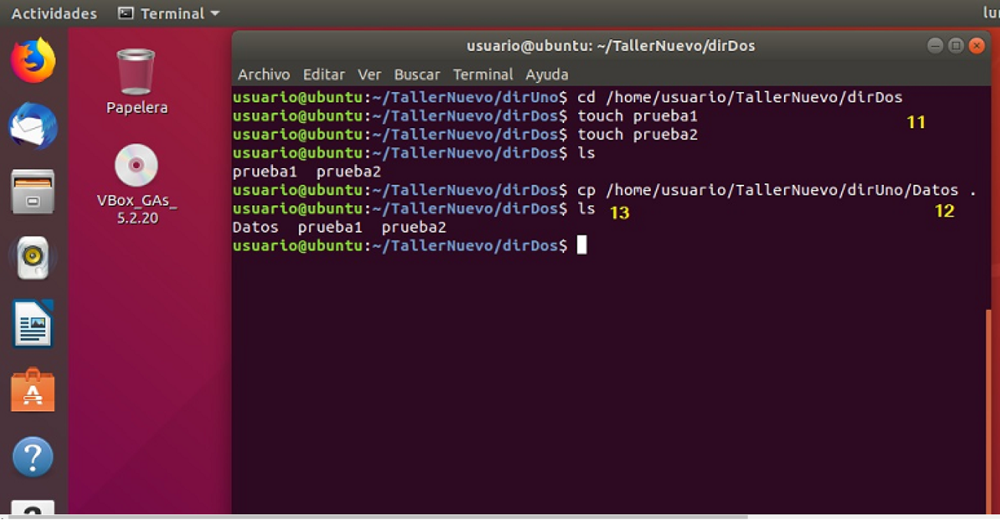 Actividades Terminal
usuario@ubuntu: ~/TallerNuevo/dirDos
Archivo Editar Ver Buscar Terminal Ayuda
Papelera
VBox_GAs_
5.2.20
usuario@ubuntu:~/TallerNuevo/dirUno$ cd /home/usuario/TallerNuevo/dirDos
usuario@ubuntu:~/TallerNuevo/dirDos$ touch prueba1
11
usuario@ubuntu:~/TallerNuevo/dirDos$ touch prueba2
usuario@ubuntu:~/TallerNuevo/dirDos$ ls
prueba1 prueba2
usuario@ubuntu:~/TallerNuevo/dirDos$ cp /home/usuario/TallerNuevo/dirUno/Datos .
usuario@ubuntu:~/TallerNuevo/dirDos$ ls 13 12
Datos prueba1 prueba2
usuario@ubuntu:~/TallerNuevo/dirDos$